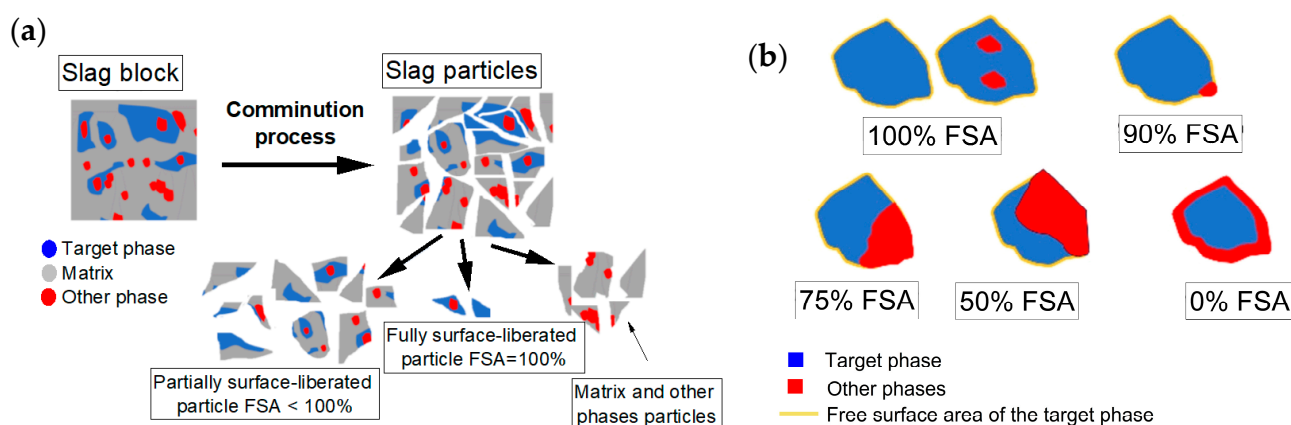 (a)
Slag block
Comminution
process
Slag particles
Target phase
Matrix
Other phase
Partially surface-liberated
particle FSA < 100%
Fully surface-liberated
particle FSA=100%
Matrix and other
phases particles
(b)
100% FSA
90% FSA
75% FSA
50% FSA
0% FSA
Target phase
Other phases
Free surface area of the target phase